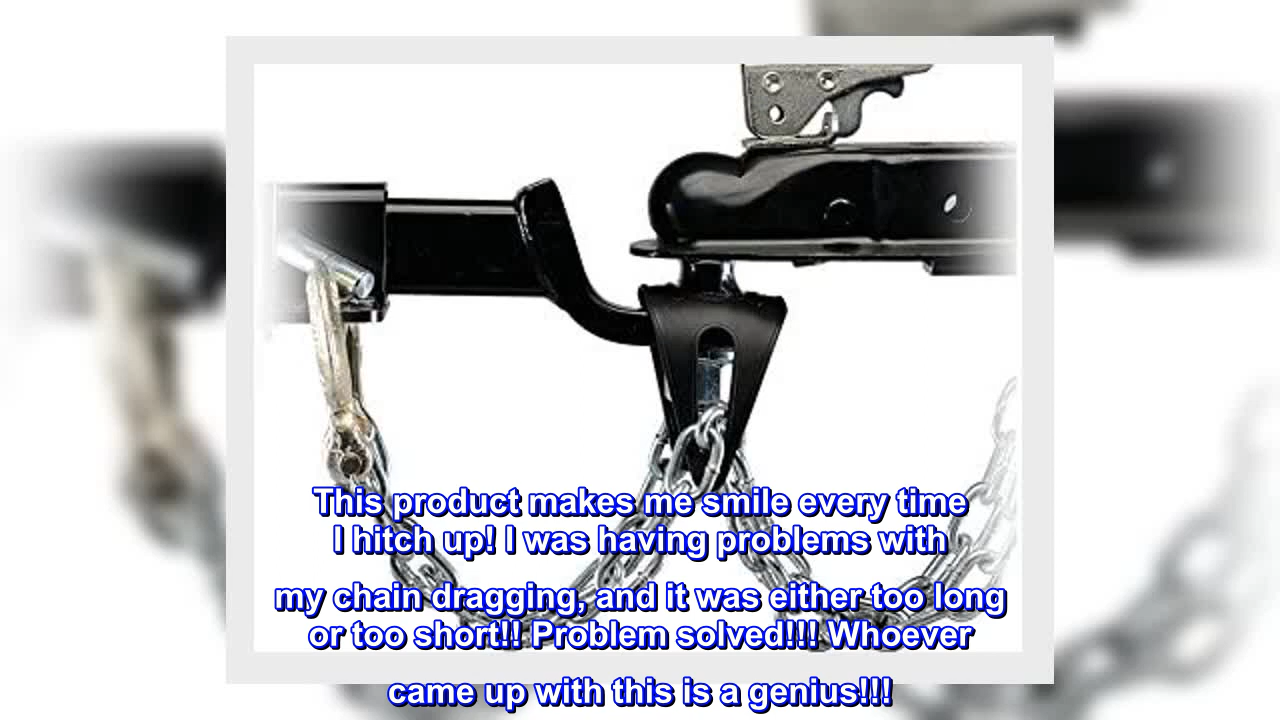 This product makes me smile every time
I hitch up! I was having problems with
my chain dragging, and it was either too long
or too short!! Problem solved!!! Whoever
came up with this is a genius!!!